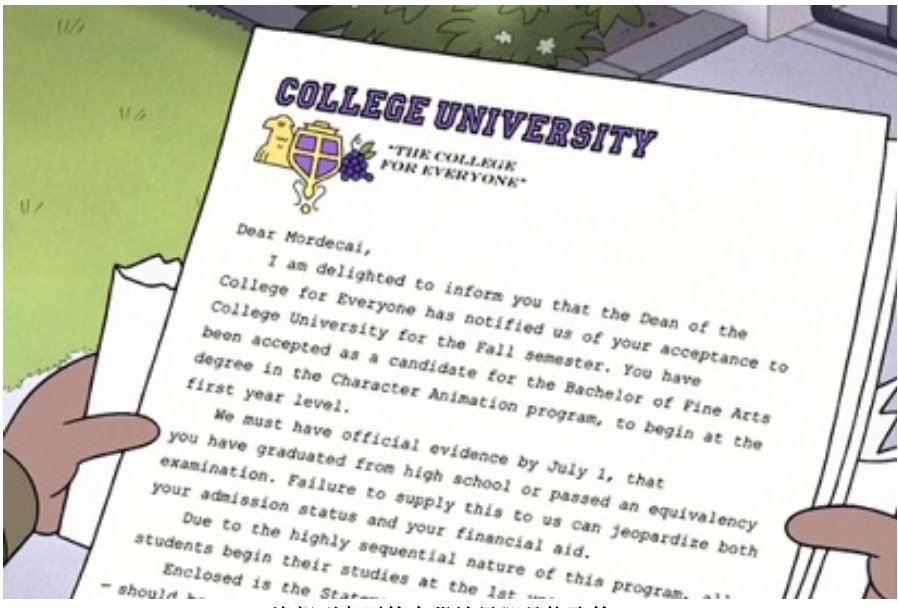 COLLEGE UNIVERSITY
"THE COLLEGE
FOR EVERYONE"
Dear Mordecai,
I am delighted to inform you that the Dean of the
College for Everyone has notified us of your acceptance to
College University for the Fall semester. You have
been accepted as a candidate for the Bachelor of Fine Arts
degree in the Character Animation program, to begin at the
first year level.
We must have official evidence by July 1, that
you have graduated from high school or passed an equivalency
examination. Failure to supply this to us can jeopardize both
your admission status and your financial aid.
Due to the highly sequential nature of this program, all
students begin their studies at the 1st
Enclosed is the
– should